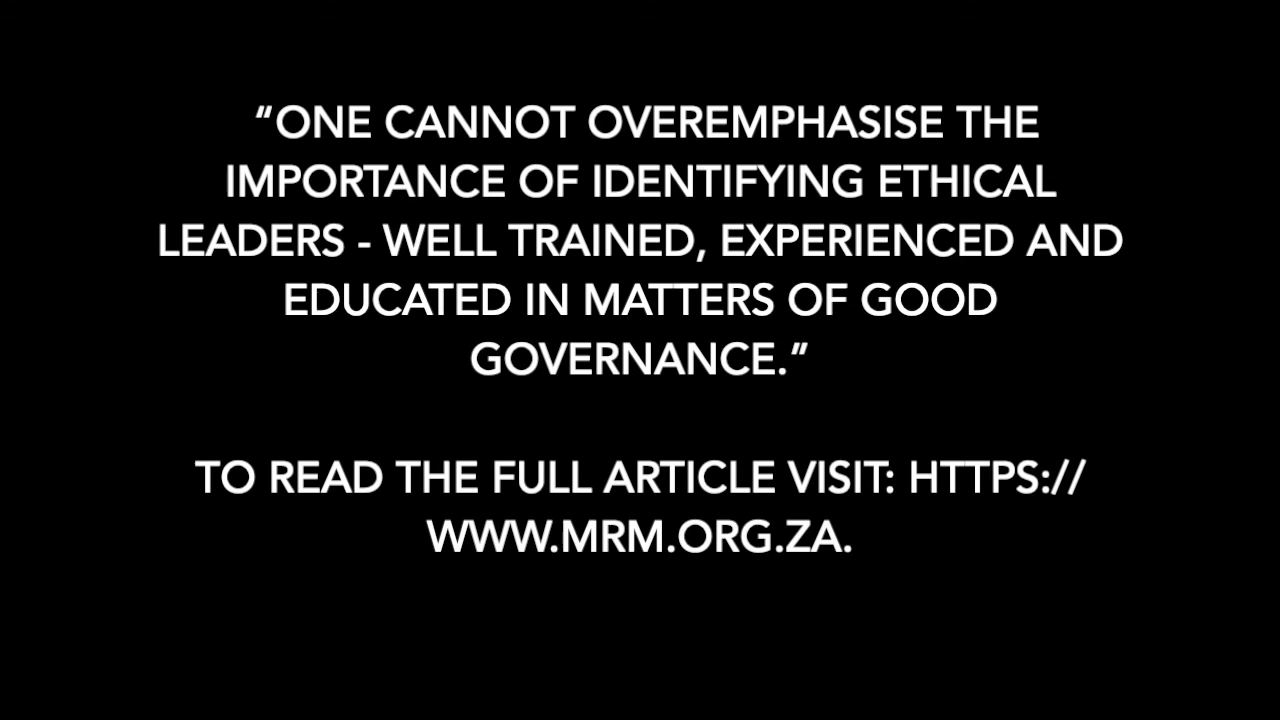 “ONE CANNOT OVEREMPHASISE THE
IMPORTANCE OF IDENTIFYING ETHICAL
LEADERS - WELL TRAINED, EXPERIENCED AND
EDUCATED IN MATTERS OF GOOD
GOVERNANCE.”
TO READ THE FULL ARTICLE VISIT: HTTPS://
WWW.MRM.ORG.ZA.